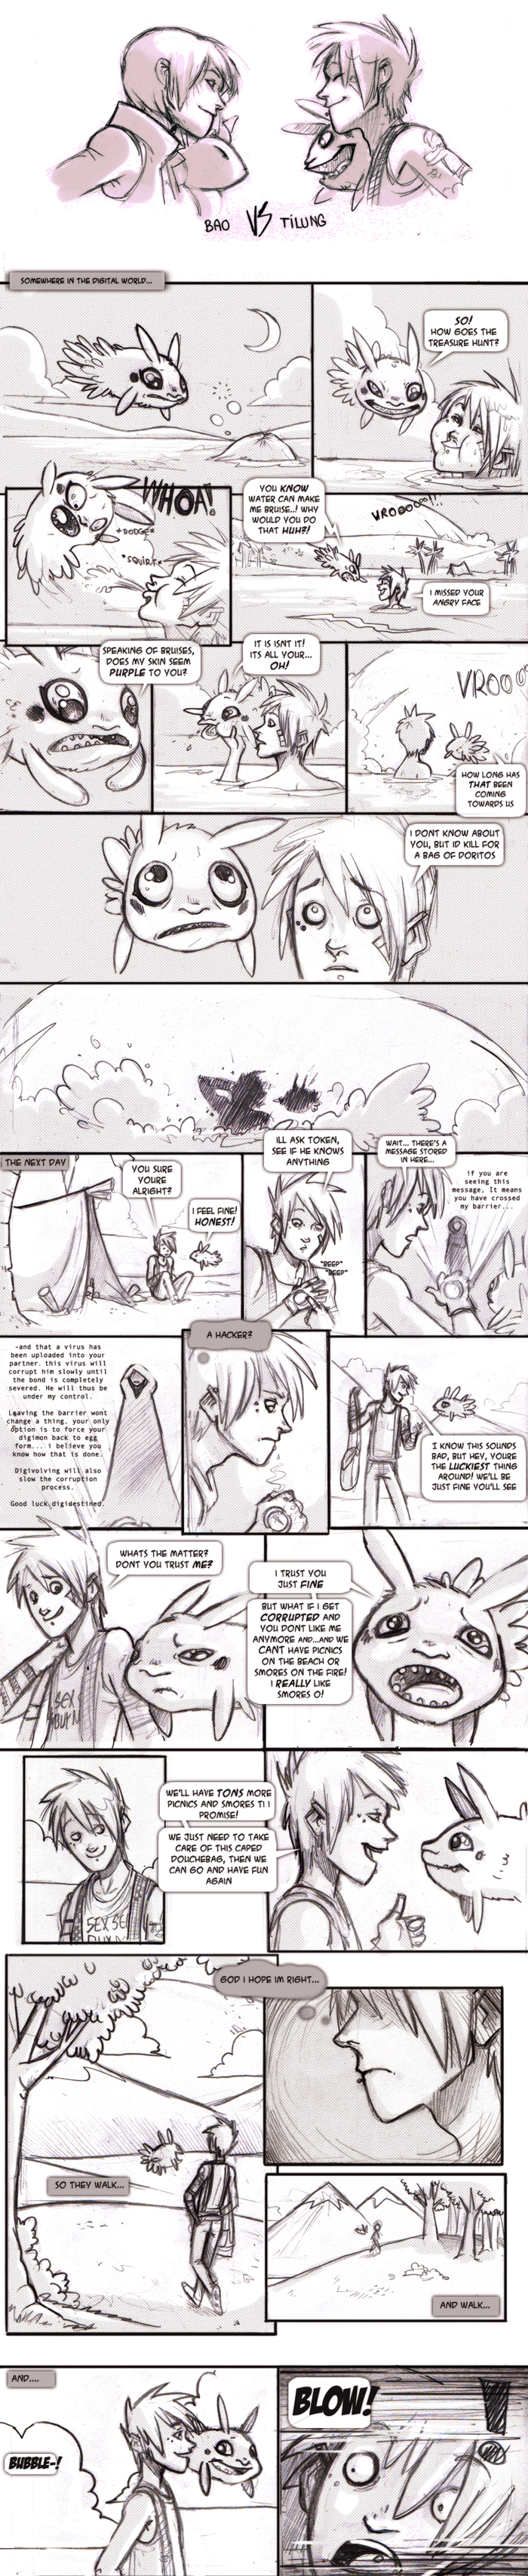 BAO VS TILUNG
SOMEWHERE IN THE DIGITAL WORLD...
SO!
HOW GOES THE
TREASURE HUNT?
WHOA!
*DODGE*
*SQUIRT*
YOU KNOW
WATER CAN MAKE
ME BRUISE..! WHY
WOULD YOU DO
THAT HUH?!
VROOOOOO!!
I MISSED YOUR
ANGRY FACE
SPEAKING OF BRUISES,
DOES MY SKIN SEEM
PURPLE TO YOU?
IT IS ISNT IT!
ITS ALL YOUR...
OH!
VROOO
HOW LONG HAS
THAT BEEN
COMING
TOWARDS US
I DONT KNOW ABOUT
YOU, BUT ID KILL FOR
A BAG OF DORITOS
THE NEXT DAY
YOU SURE
YOURE
ALRIGHT?
I FEEL FINE!
HONEST!
ILL ASK TOKEN,
SEE IF HE KNOWS
ANYTHING
*BEEP*
*BEEP*
WAIT... THERE'S A
MESSAGE STORED
IN HERE...
if you are
seeing this
message, It means
you have crossed
my barrier...
-and that a virus has
been uploaded into your
partner. this virus will
corrupt him slowly until
the bond is completely
severed. He will thus be
under my control.
Leaving the barrier wont
change a thing, your only
option is to force your
digimon back to egg
form... i believe you
know how that is done.
Digivolving will also
slow the corruption
process.
Good luck digidestined.
A HACKER?
I KNOW THIS SOUNDS
BAD, BUT HEY, YOURE
THE LUCKIEST THING
AROUND! WE'LL BE
JUST FINE YOU'LL SEE
WHATS THE MATTER?
DONT YOU TRUST ME?
I TRUST YOU
JUST FINE
BUT WHAT IF I GET
CORRUPTED AND
YOU DONT LIKE ME
ANYMORE AND...AND WE
CANT HAVE PICNICS
ON THE BEACH OR
SMORES ON THE FIRE!
I REALLY LIKE
SMORES O!
WE'LL HAVE TONS MORE
PICNICS AND SMORES TI I
PROMISE!
WE JUST NEED TO TAKE
CARE OF THIS CAPED
DOUCHEBAG, THEN WE
CAN GO AND HAVE FUN
AGAIN
GOD I HOPE IM RIGHT...
SO THEY WALK...
AND WALK...
AND....
BUBBLE-!
BLOW!